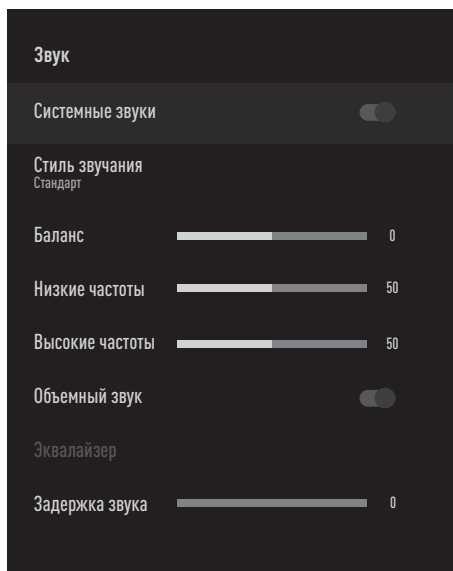 Звук
Системные звуки
Стиль звучания
Стандарт
Баланс 0
Низкие частоты 50
Высокие частоты 50
Объемный звук
Эквалайзер
Задержка звука 0